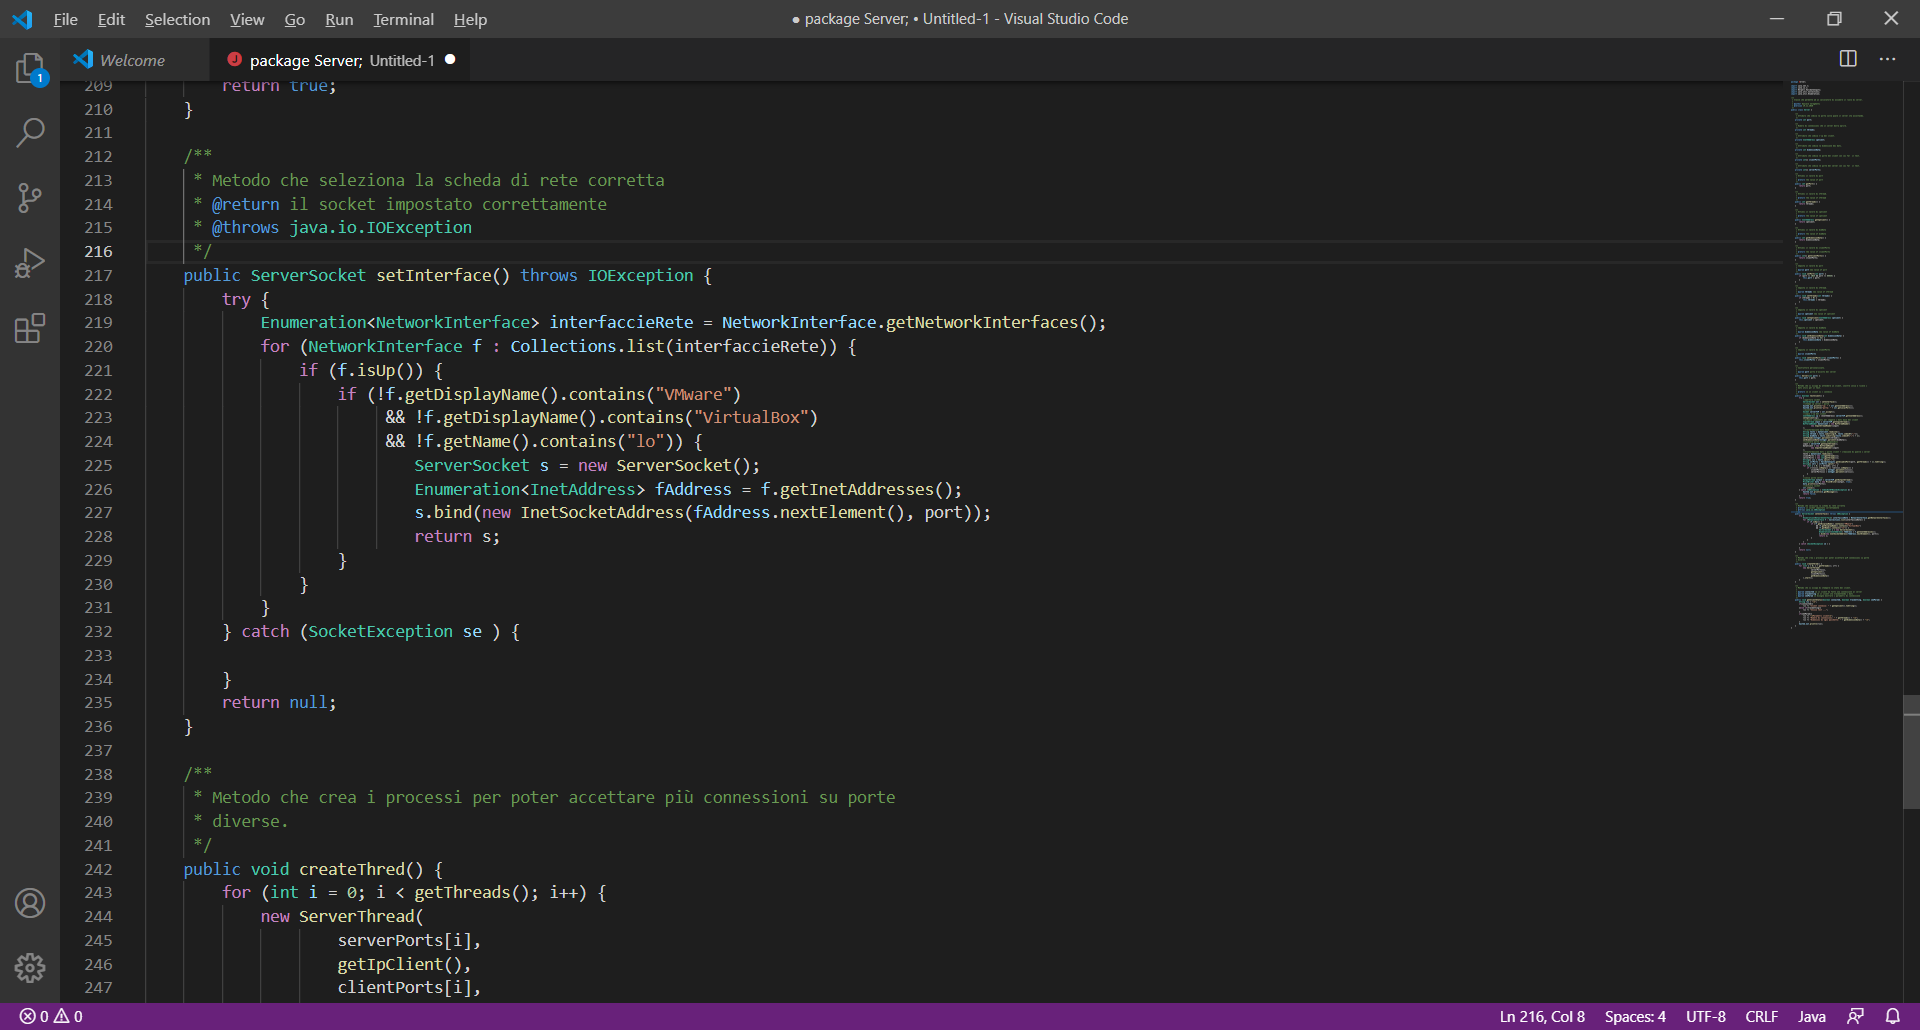 File Edit Selection View Go Run Terminal Help ● package Server; • Untitled-1 - Visual Studio Code
Welcome package Server; Untitled-1
1
209 return true;
210 }
211
212 /**
213 * Metodo che seleziona la scheda di rete corretta
214 * @return il socket impostato correttamente
215 * @throws java.io.IOException
216 */
217 public ServerSocket setInterface() throws IOException {
218 try {
219 Enumeration<NetworkInterface> interfaccieRete = NetworkInterface.getNetworkInterfaces();
220 for (NetworkInterface f : Collections.list(interfaccieRete)) {
221 if (f.isUp()) {
222 if (!f.getDisplayName().contains("VMware")
223 && !f.getDisplayName().contains("VirtualBox")
224 && !f.getName().contains("lo")) {
225 ServerSocket s = new ServerSocket();
226 Enumeration<InetAddress> fAddress = f.getInetAddresses();
227 s.bind(new InetSocketAddress(fAddress.nextElement(), port));
228 return s;
229 }
230 }
231 }
232 } catch (SocketException se ) {
233
234 }
235 return null;
236 }
237
238 /**
239 * Metodo che crea i processi per poter accettare più connessioni su porte
240 * diverse.
241 */
242 public void createThred() {
243 for (int i = 0; i < getThreads(); i++) {
244 new ServerThread(
245 serverPorts[i],
246 getIpClient(),
247 clientPorts[i],
0 0 Ln 216, Col 8 Spaces: 4 UTF-8 CRLF Java